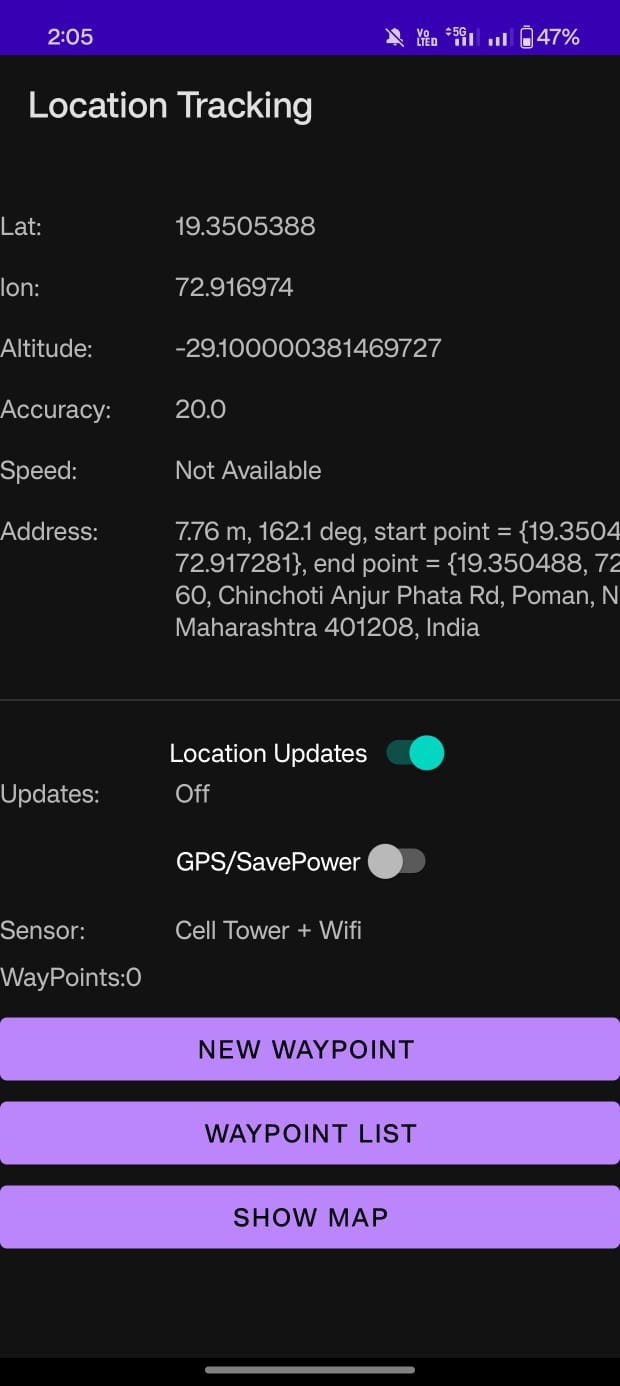 2:05 Vo LTE 5G 47%
Location Tracking
Lat: 19.3505388
lon: 72.916974
Altitude: -29.100000381469727
Accuracy: 20.0
Speed: Not Available
Address: 7.76 m, 162.1 deg, start point = {19.3504
72.917281}, end point = {19.350488, 72
60, Chinchoti Anjur Phata Rd, Poman, N
Maharashtra 401208, India
Location Updates
Updates: Off
GPS/SavePower
Sensor: Cell Tower + Wifi
WayPoints:0
NEW WAYPOINT
WAYPOINT LIST
SHOW MAP